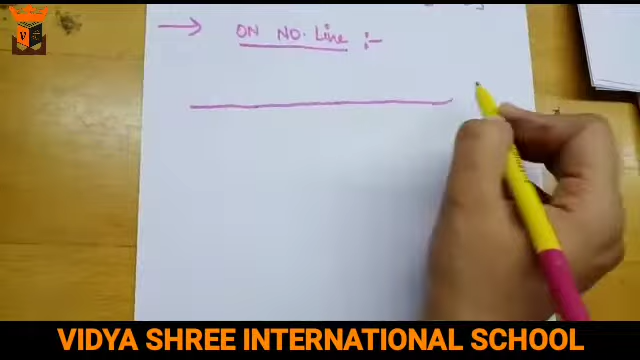 → ON NO. Line :-
VIDYA SHREE INTERNATIONAL SCHOOL